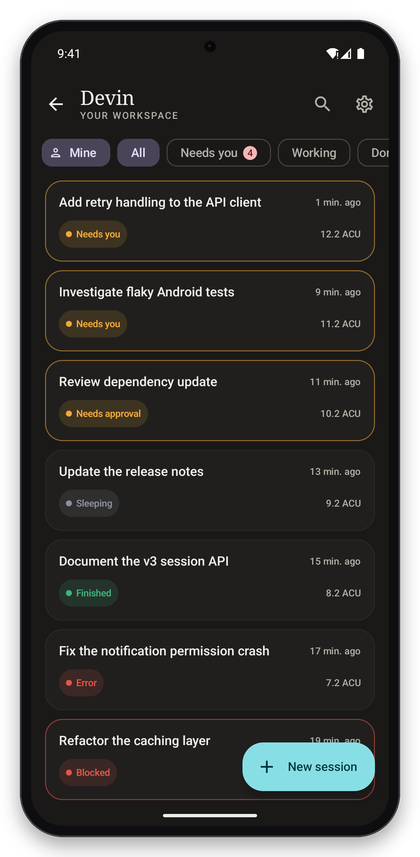 9:41
Devin
YOUR WORKSPACE
Mine
All
Needs you 4
Working
Add retry handling to the API client
1 min. ago
Needs you
12.2 ACU
Investigate flaky Android tests
9 min. ago
Needs you
11.2 ACU
Review dependency update
11 min. ago
Needs approval
10.2 ACU
Update the release notes
13 min. ago
Sleeping
9.2 ACU
Document the v3 session API
15 min. ago
Finished
8.2 ACU
Fix the notification permission crash
17 min. ago
Error
7.2 ACU
Refactor the caching layer
19 min. ago
Blocked
New session